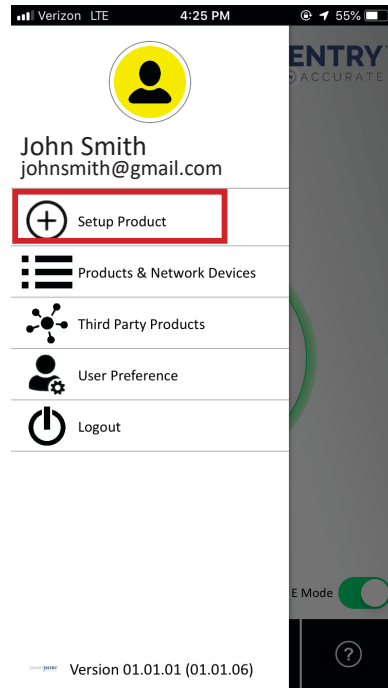 Verizon LTE 4:25 PM 55%
ENTRY
ACCURATE
John Smith
johnsmith@gmail.com
Setup Product
Products & Network Devices
Third Party Products
User Preference
Logout
E Mode
?
Version 01.01.01 (01.01.06)